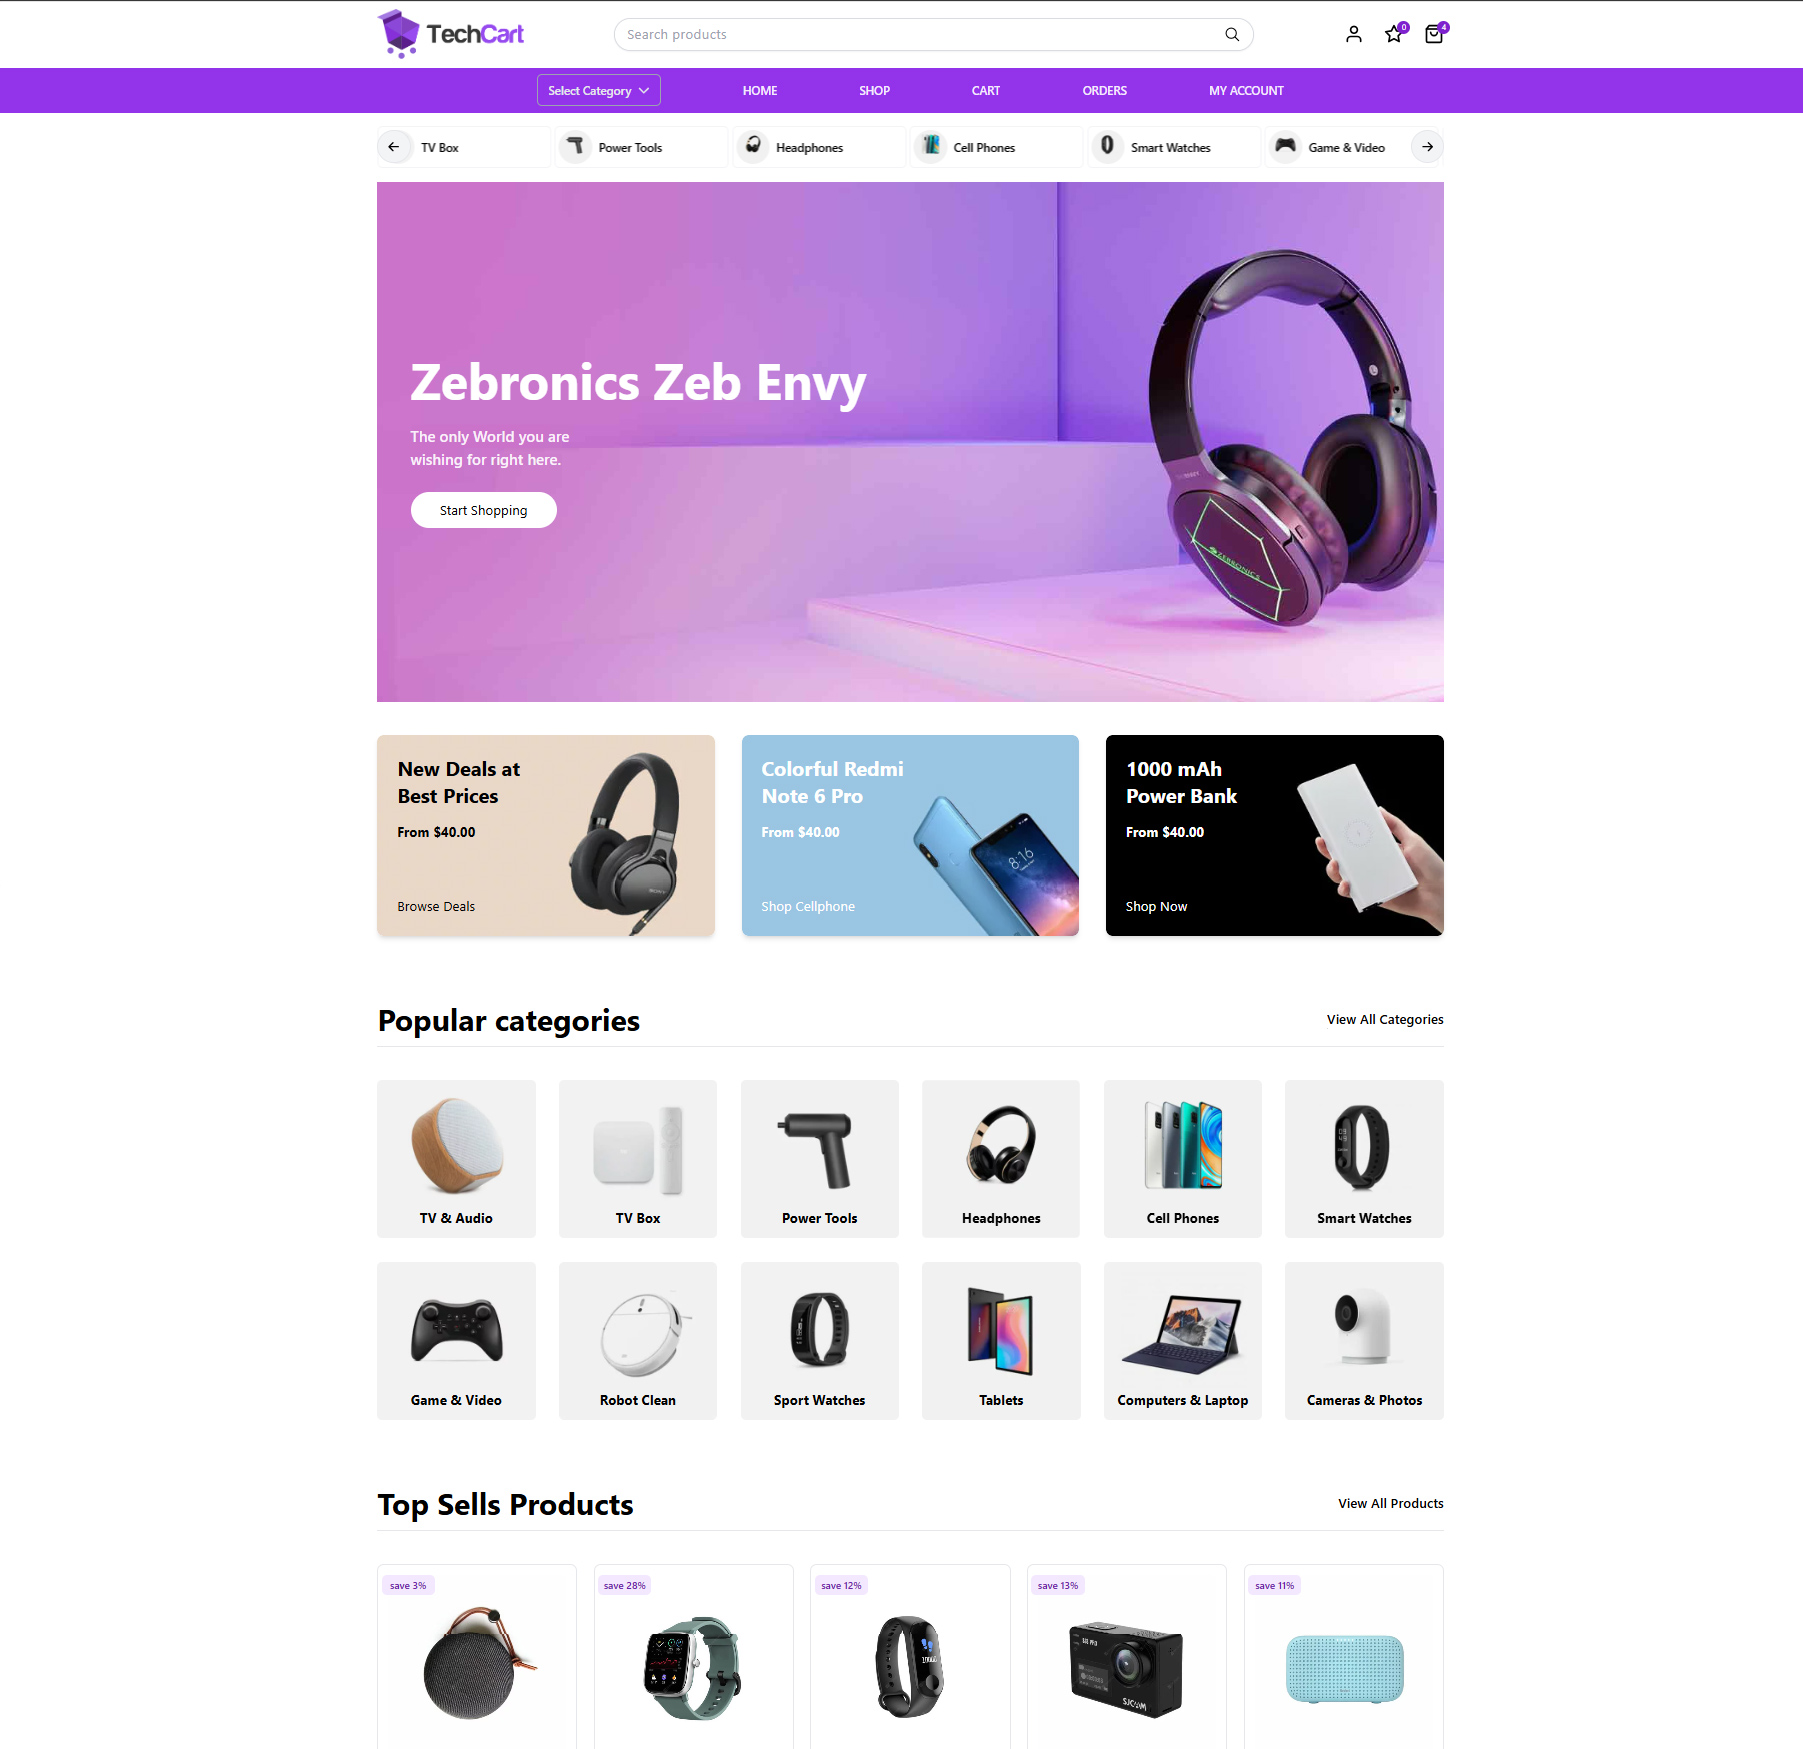 TechCart
Search products
0
4
Select Category
HOME
SHOP
CART
ORDERS
MY ACCOUNT
TV Box
Power Tools
Headphones
Cell Phones
Smart Watches
Game & Video
Zebronics Zeb Envy
The only World you are
wishing for right here.
Start Shopping
ZEBRONICS
New Deals at
Best Prices
From $40.00
Browse Deals
SONY
Colorful Redmi
Note 6 Pro
From $40.00
Shop Cellphone
8:16
1000 mAh
Power Bank
From $40.00
Shop Now
Popular categories
View All Categories
TV & Audio
TV Box
Power Tools
Headphones
Cell Phones
Smart Watches
Game & Video
Robot Clean
Sport Watches
Tablets
Computers & Laptop
Cameras & Photos
Top Sells Products
View All Products
save 3%
save 28%
save 12%
save 13%
save 11%
SJCAM